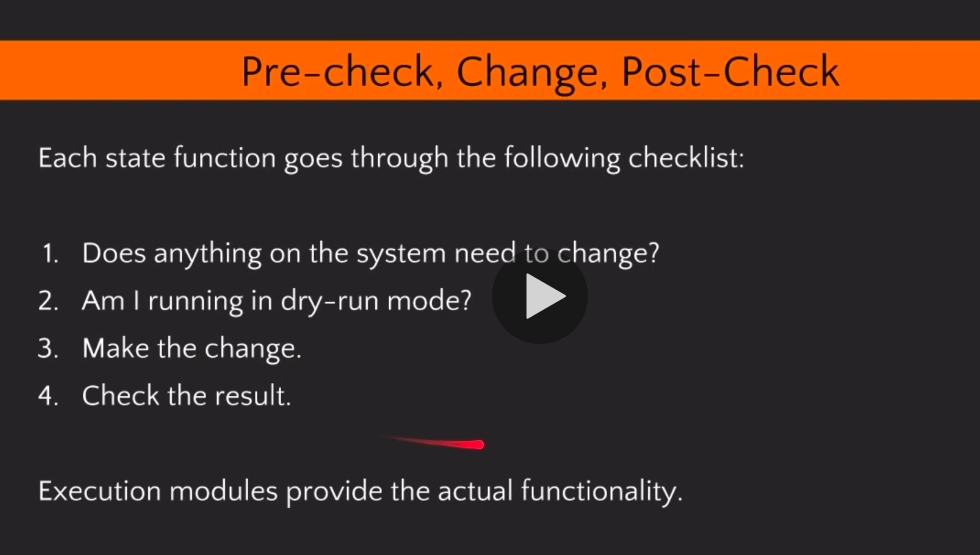 Pre-check, Change, Post-Check
Each state function goes through the following checklist:
1. Does anything on the system need to change?
2. Am I running in dry-run mode?
3. Make the change.
4. Check the result.
Execution modules provide the actual functionality.